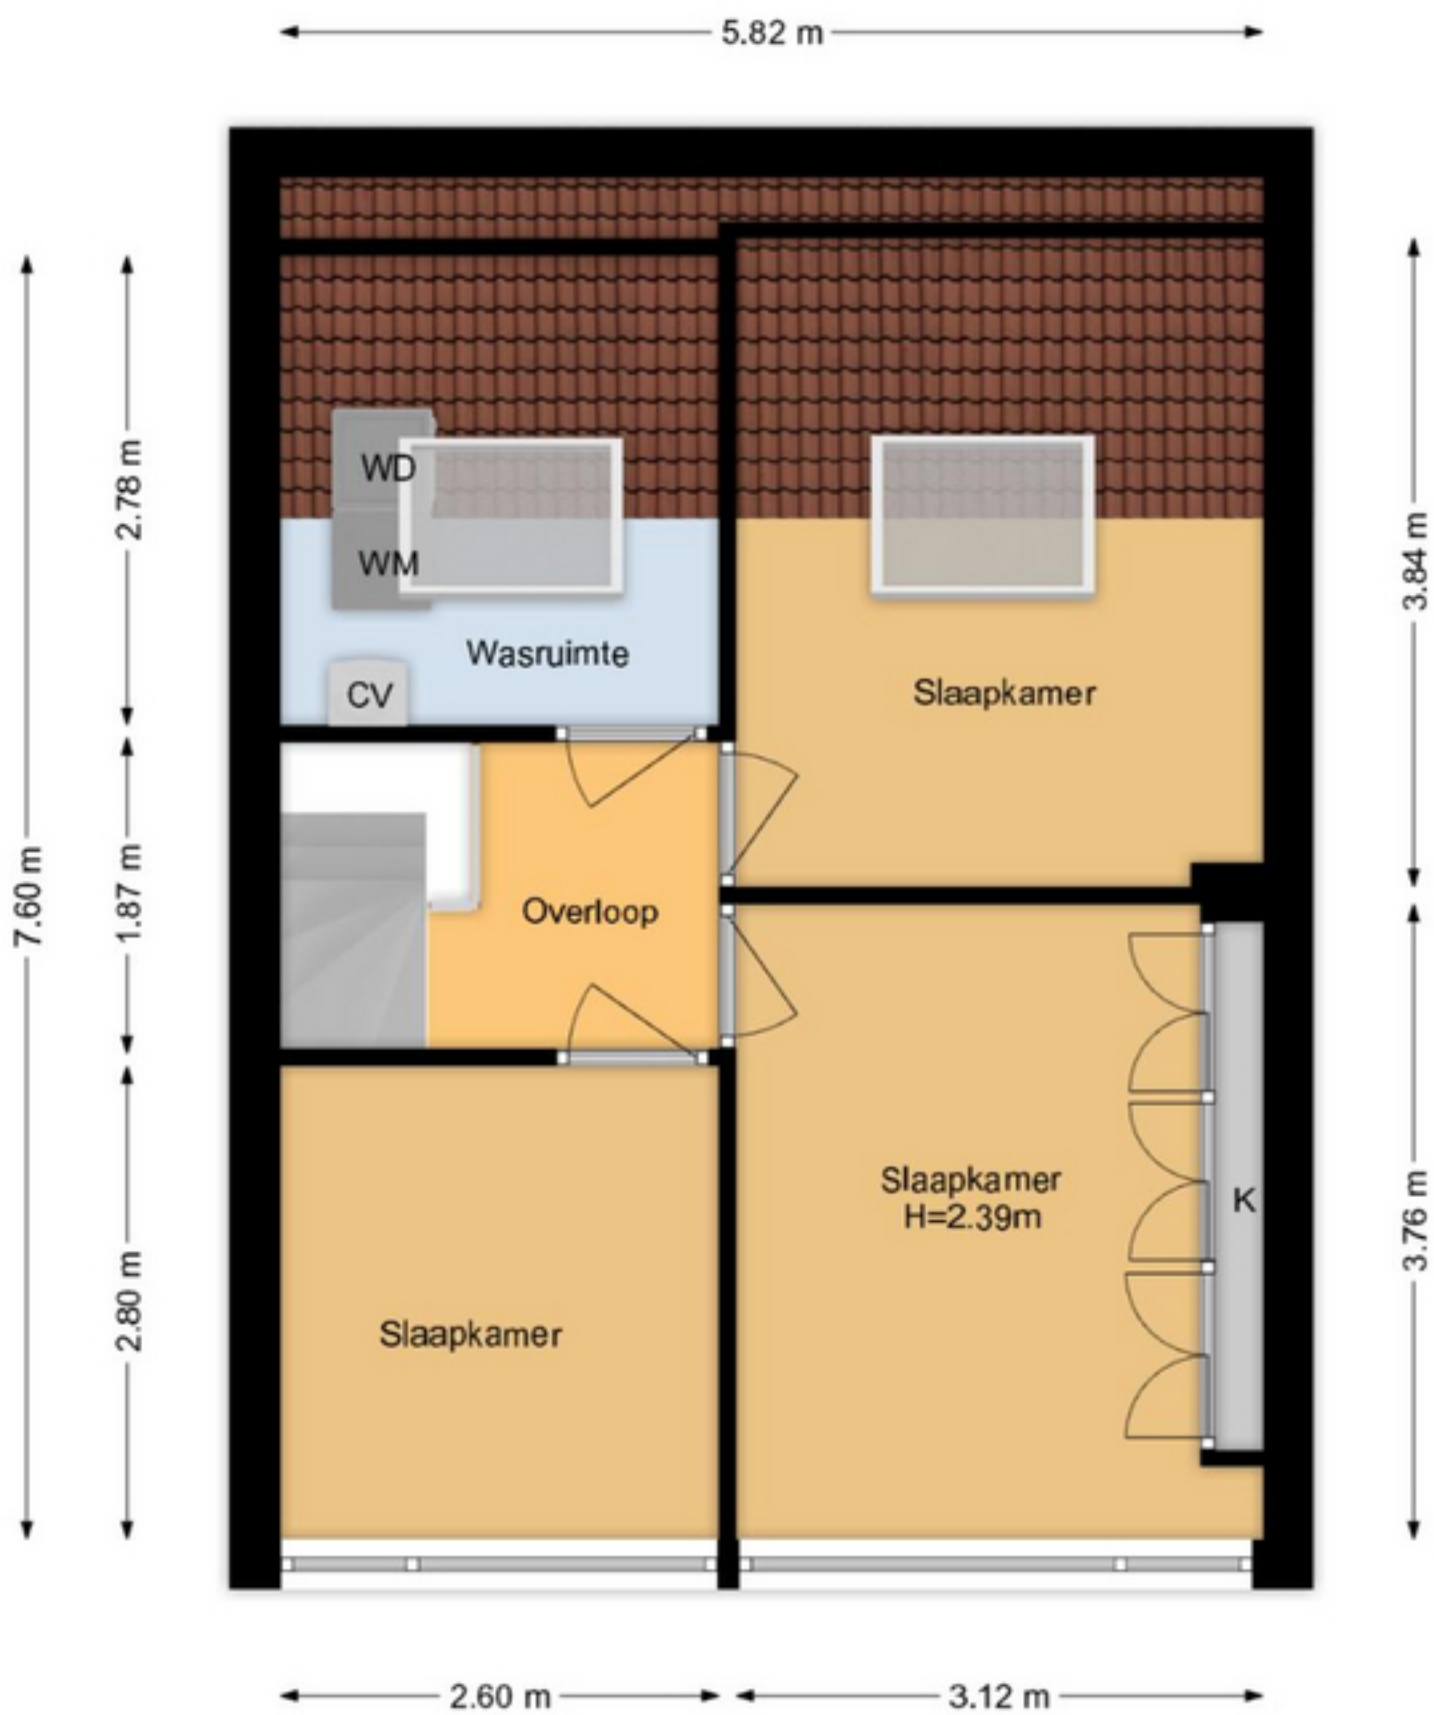 5.82 m
2.78 m
WD
WM
Wasruimte
CV
Slaapkamer
3.84 m
7.60 m
1.87 m
Overloop
Slaapkamer
H=2.39m
K
3.76 m
2.80 m
Slaapkamer
2.60 m
3.12 m